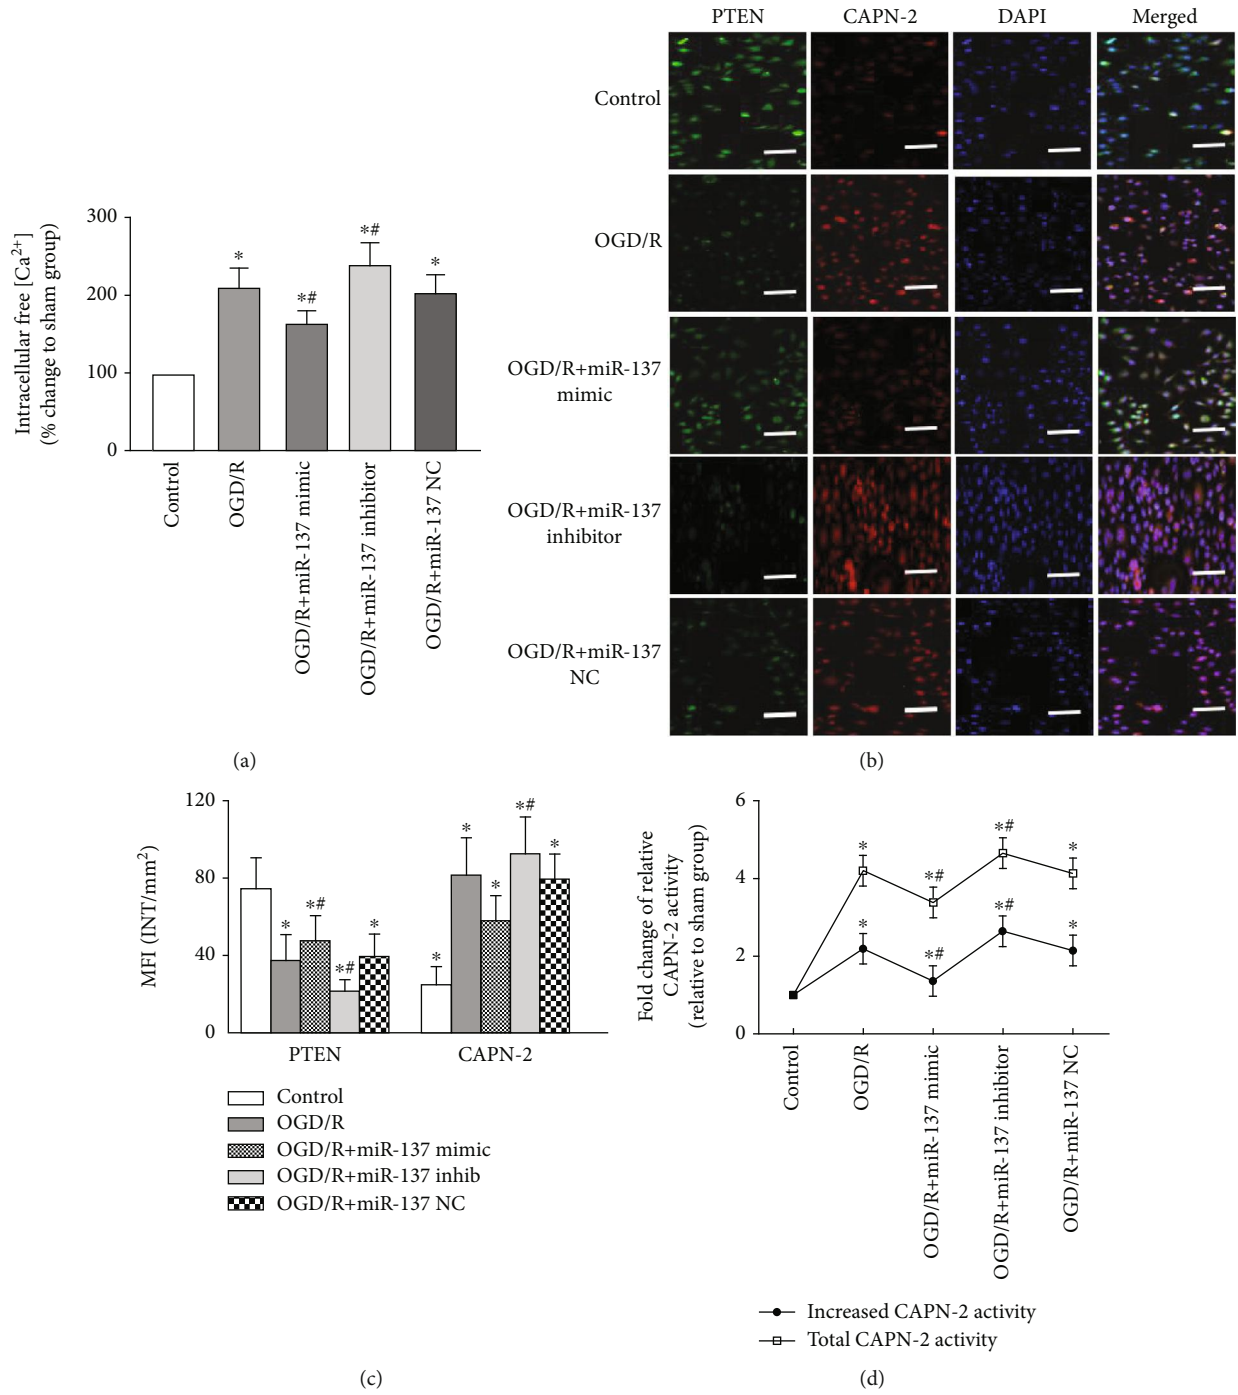 PTEN CAPN-2 DAPI Merged
Control
OGD/R
OGD/R+miR-137
mimic
OGD/R+miR-137
inhibitor
OGD/R+miR-137
NC
(b)
Intracellular free [Ca²⁺]
(% change to sham group)
300
200
100
0
*
*#
*#
*
Control
OGD/R
OGD/R+miR-137 mimic
OGD/R+miR-137 inhibitor
OGD/R+miR-137 NC
(a)
MFI (INT/mm²)
120
80
40
0
*
*#
*#
*
*
*
*
*#
*
PTEN CAPN-2
Control
OGD/R
OGD/R+miR-137 mimic
OGD/R+miR-137 inhib
OGD/R+miR-137 NC
(c)
Fold change of relative
CAPN-2 activity
(relative to sham group)
6
4
2
0
*
*#
*#
*
*
*#
*#
*
Control
OGD/R
OGD/R+miR-137 mimic
OGD/R+miR-137 inhibitor
OGD/R+miR-137 NC
Increased CAPN-2 activity
Total CAPN-2 activity
(d)